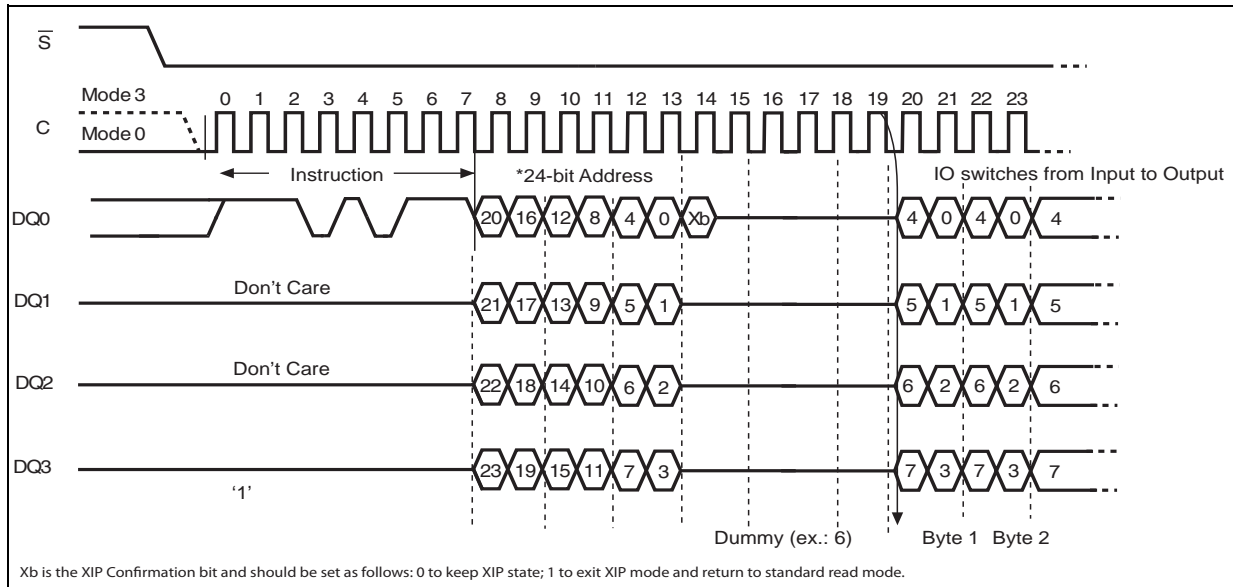 S
Mode 3
C
Mode 0
0 1 2 3 4 5 6 7 8 9 10 11 12 13 14 15 16 17 18 19 20 21 22 23
Instruction
*24-bit Address
IO switches from Input to Output
DQ0
20 16 12 8 4 0 Xb 4 0 4 0 4
Don't Care
DQ1
21 17 13 9 5 1 5 1 5 1 5
Don't Care
DQ2
22 18 14 10 6 2 6 2 6 2 6
DQ3
23 19 15 11 7 3 7 3 7 3 7
‘1’
Dummy (ex.: 6)
Byte 1 Byte 2
Xb is the XIP Confirmation bit and should be set as follows: 0 to keep XIP state; 1 to exit XIP mode and return to standard read mode.